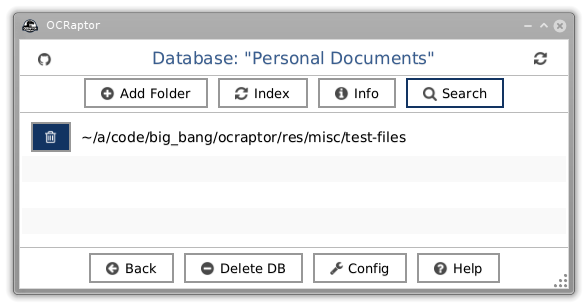 OCRaptor
Database: "Personal Documents"
Add Folder Index Info Search
~/a/code/big_bang/ocraptor/res/misc/test-files
Back Delete DB Config Help